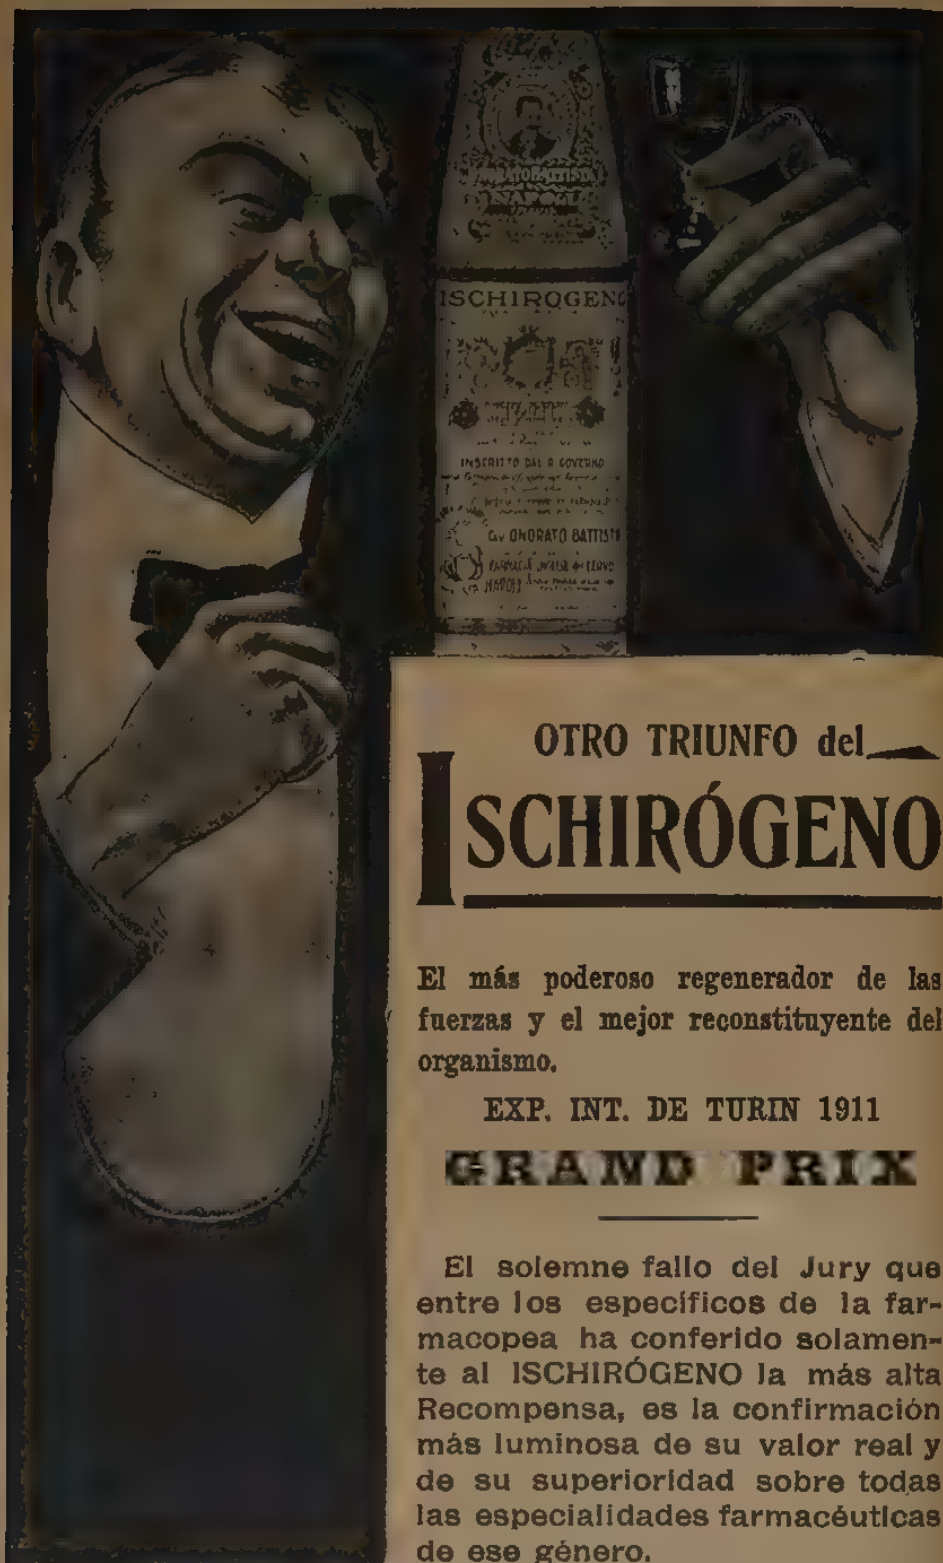 NAPOLI
ISCHIROGENO
INSCRITTO DAL R GOVERNO
Cav ONORATO BATTISTA
NAPOLI
OTRO TRIUNFO del
ISCHIRÓGENO
El más poderoso regenerador de las
fuerzas y el mejor reconstituyente del
organismo.
EXP. INT. DE TURIN 1911
GRAND PRIX
El solemne fallo del Jury que
entre los específicos de la far-
macopea ha conferido solamen-
te al ISCHIRÓGENO la más alta
Recompensa, es la confirmación
más luminosa de su valor real y
de su superioridad sobre todas
las especialidades farmacéuticas
de ese género.